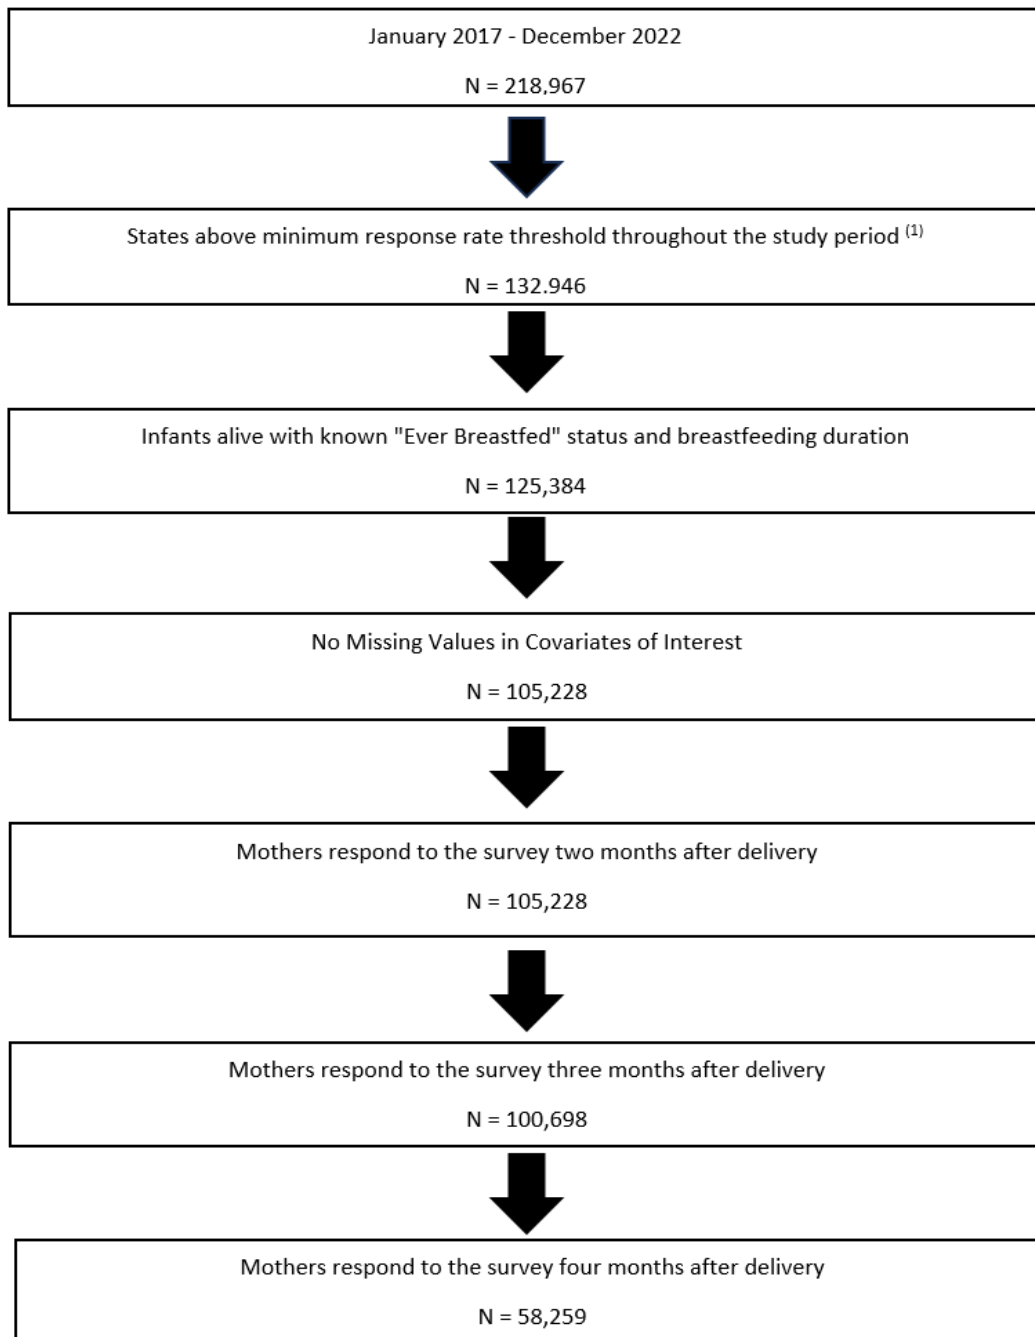 January 2017 - December 2022
N = 218,967
States above minimum response rate threshold throughout the study period (1)
N = 132.946
Infants alive with known "Ever Breastfed" status and breastfeeding duration
N = 125,384
No Missing Values in Covariates of Interest
N = 105,228
Mothers respond to the survey two months after delivery
N = 105,228
Mothers respond to the survey three months after delivery
N = 100,698
Mothers respond to the survey four months after delivery
N = 58,259